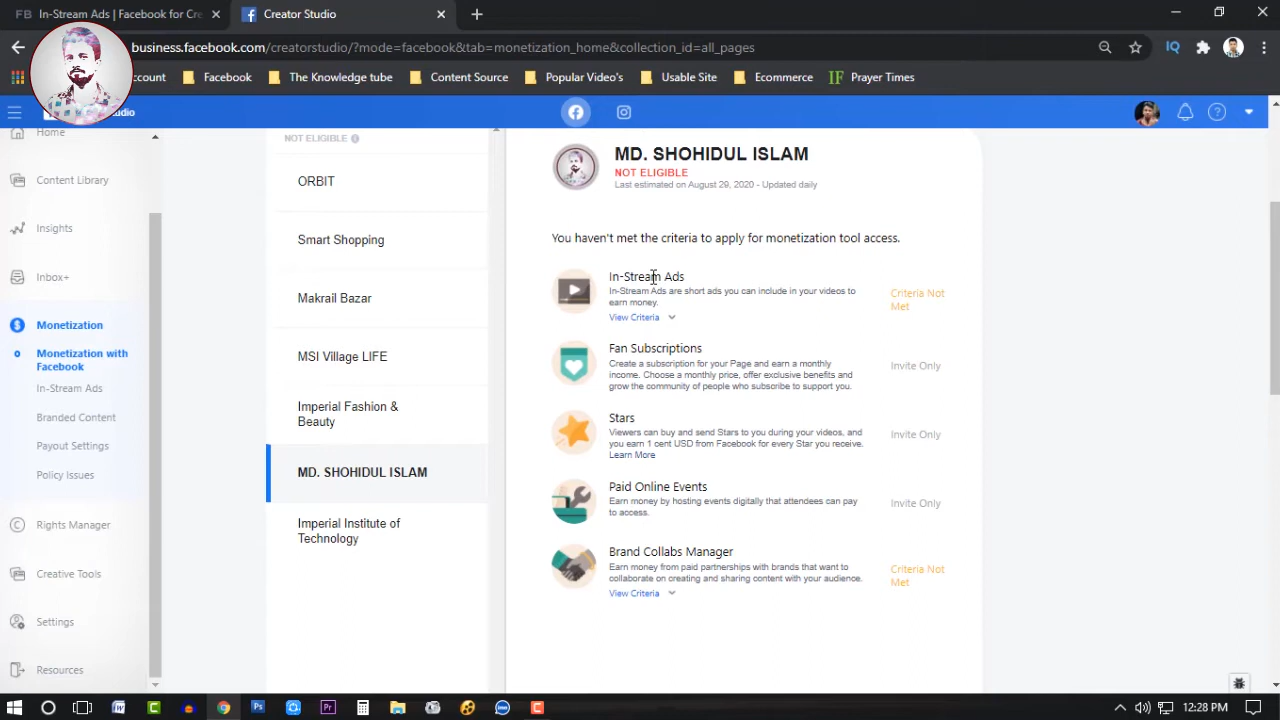 FB In-Stream Ads | Facebook for Cre
Creator Studio
business.facebook.com/creatorstudio/?mode=facebook&tab=monetization_home&collection_id=all_pages
IQ
ount
Facebook
The Knowledge tube
Content Source
Popular Video's
Usable Site
Ecommerce
IF Prayer Times
tudio
Home
Content Library
Insights
Inbox+
Monetization
Monetization with
Facebook
In-Stream Ads
Branded Content
Payout Settings
Policy Issues
Rights Manager
Creative Tools
Settings
Resources
NOT ELIGIBLE
ORBIT
Smart Shopping
Makrail Bazar
MSI Village LIFE
Imperial Fashion &
Beauty
MD. SHOHIDUL ISLAM
Imperial Institute of
Technology
MD. SHOHIDUL ISLAM
NOT ELIGIBLE
Last estimated on August 29, 2020 - Updated daily
You haven't met the criteria to apply for monetization tool access.
In-Stream Ads
In-Stream Ads are short ads you can include in your videos to
earn money.
View Criteria
Criteria Not
Met
Fan Subscriptions
Create a subscription for your Page and earn a monthly
income. Choose a monthly price, offer exclusive benefits and
grow the community of people who subscribe to support you.
Invite Only
Stars
Viewers can buy and send Stars to you during your videos, and
you earn 1 cent USD from Facebook for every Star you receive.
Learn More
Invite Only
Paid Online Events
Earn money by hosting events digitally that attendees can pay
to access.
Invite Only
Brand Collabs Manager
Earn money from paid partnerships with brands that want to
collaborate on creating and sharing content with your audience.
View Criteria
Criteria Not
Met
12:28 PM